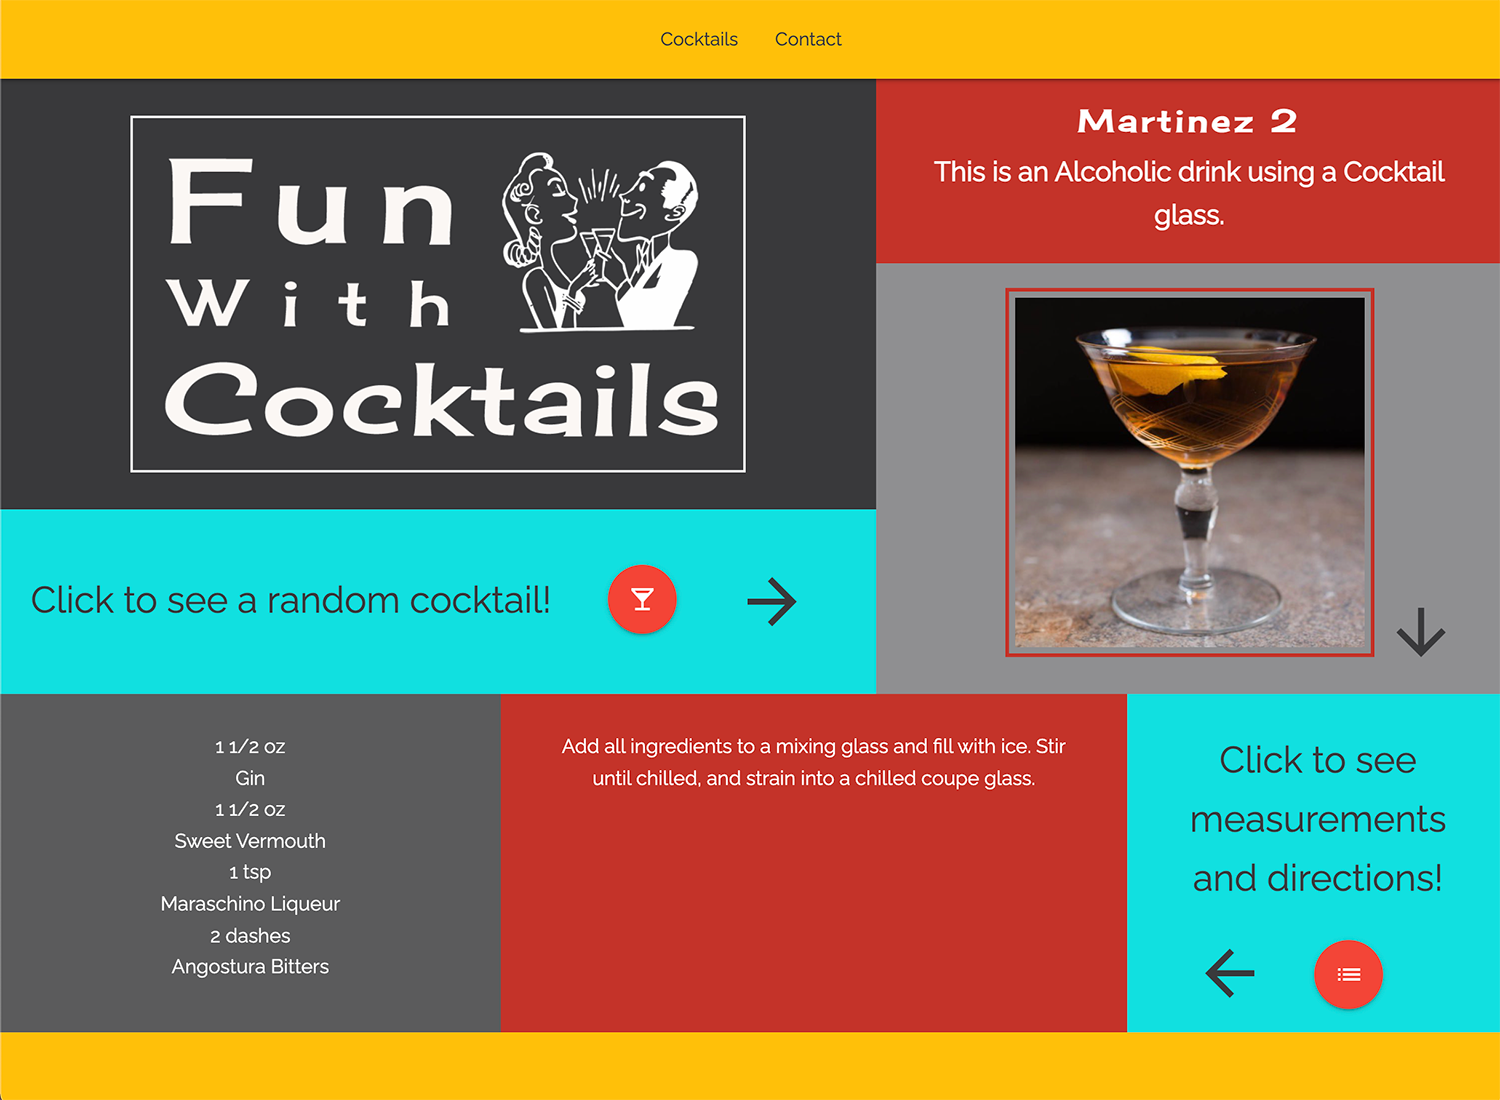 Cocktails Contact
Fun
With
Cocktails
Martinez 2
This is an Alcoholic drink using a Cocktail
glass.
Click to see a random cocktail!
1 1/2 oz
Gin
1 1/2 oz
Sweet Vermouth
1 tsp
Maraschino Liqueur
2 dashes
Angostura Bitters
Add all ingredients to a mixing glass and fill with ice. Stir
until chilled, and strain into a chilled coupe glass.
Click to see
measurements
and directions!